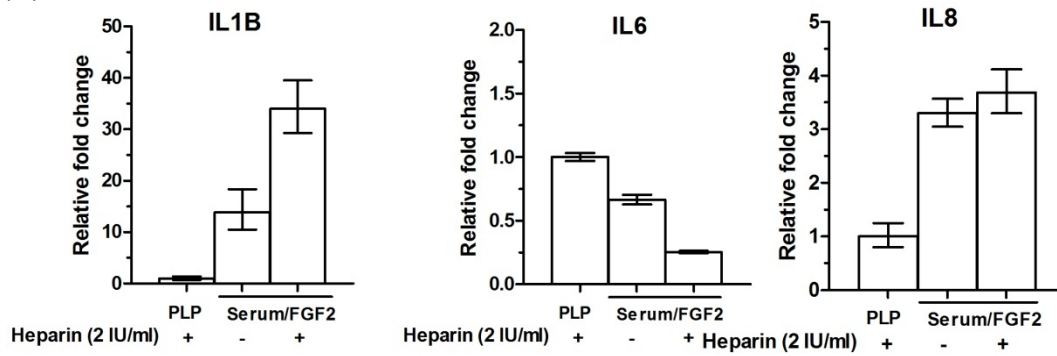 IL1B
Relative fold change
50
40
30
20
10
0
PLP Serum/FGF2
Heparin (2 IU/ml) + - +
IL6
Relative fold change
2.0
1.5
1.0
0.5
0.0
PLP Serum/FGF2
Heparin (2 IU/ml) + - +
IL8
Relative fold change
5
4
3
2
1
0
PLP Serum/FGF2
Heparin (2 IU/ml) + - +